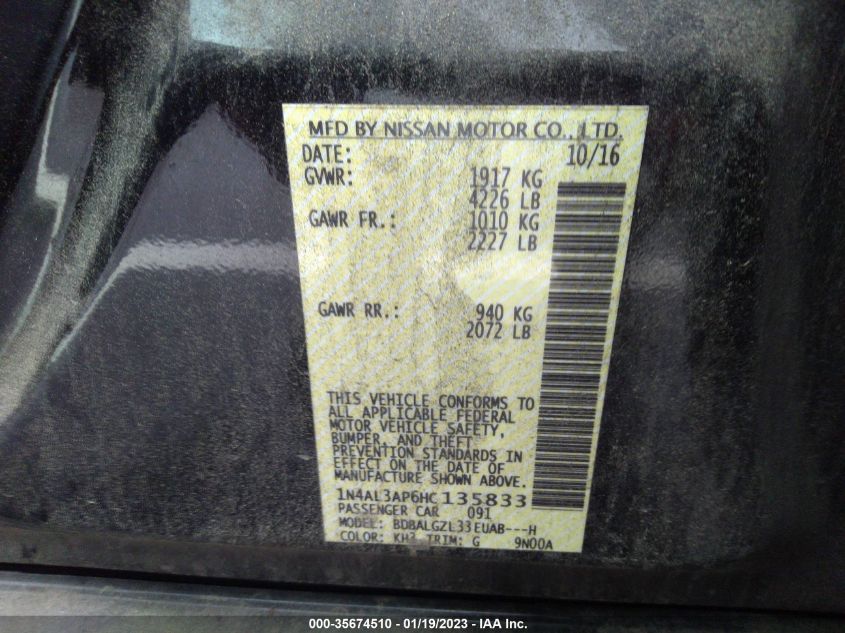 MFD BY NISSAN MOTOR CO., LTD.
DATE: 10/16
GVWR: 1917 KG
4226 LB
GAWR FR.: 1010 KG
2227 LB
GAWR RR.: 940 KG
2072 LB
THIS VEHICLE CONFORMS TO
ALL APPLICABLE FEDERAL
MOTOR VEHICLE SAFETY,
BUMPER, AND THEFT
PREVENTION STANDARDS IN
EFFECT ON THE DATE OF
MANUFACTURE SHOWN ABOVE.
1N4AL3AP6HC 135833
PASSENGER CAR 091
MODEL: BDBALGZL33EUAB---H
COLOR: KH3 TRIM: G 9N00A
000-35674510 - 01/19/2023 - IAA Inc.